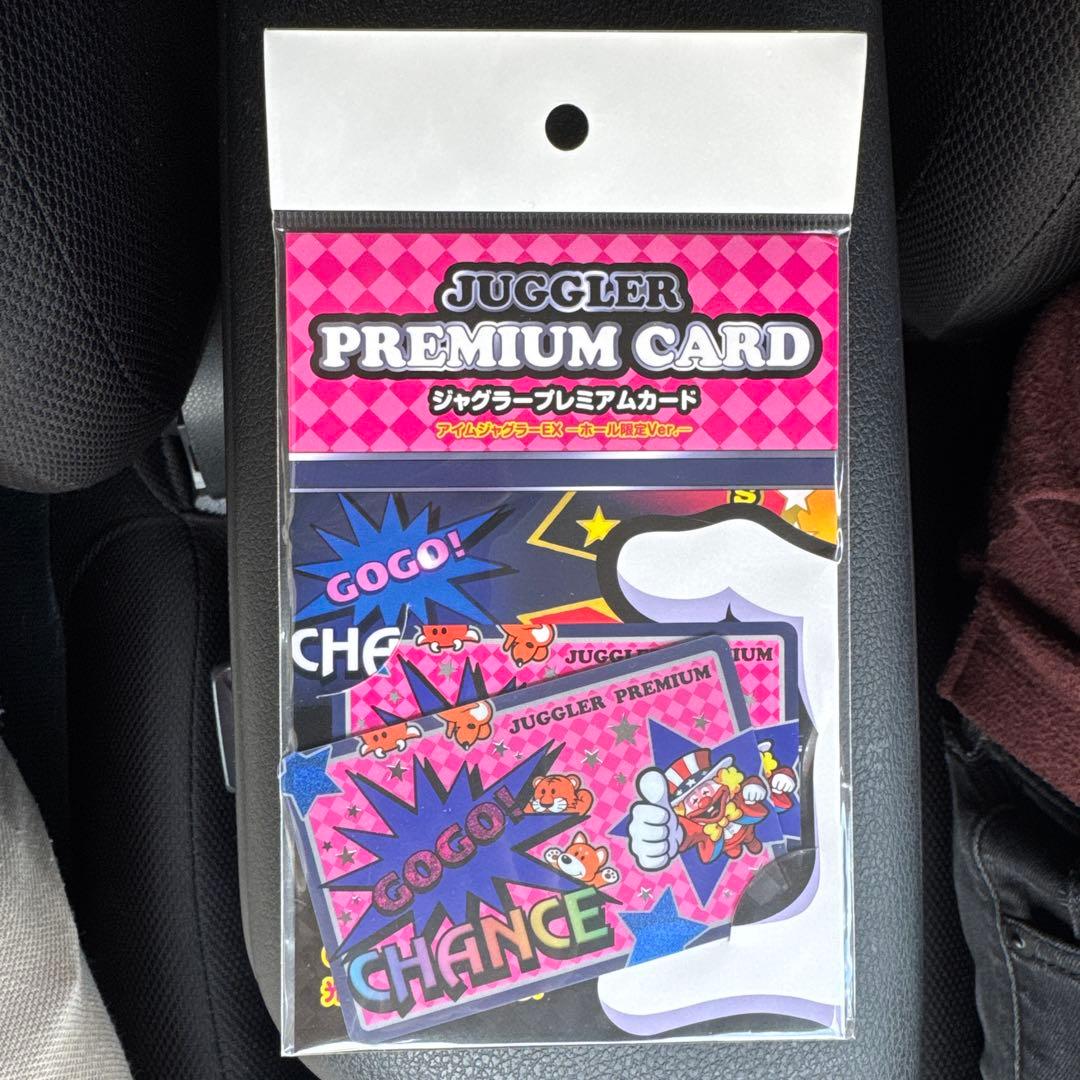 JUGGLER
PREMIUM CARD
ジャグラープレミアムカード
アイムジャグラーEX ーホール限定Ver.ー
S
GOGO!
CHA
JUGGLE
IUM
JUGGLER PREMIUM
GOGO!
CHANCE